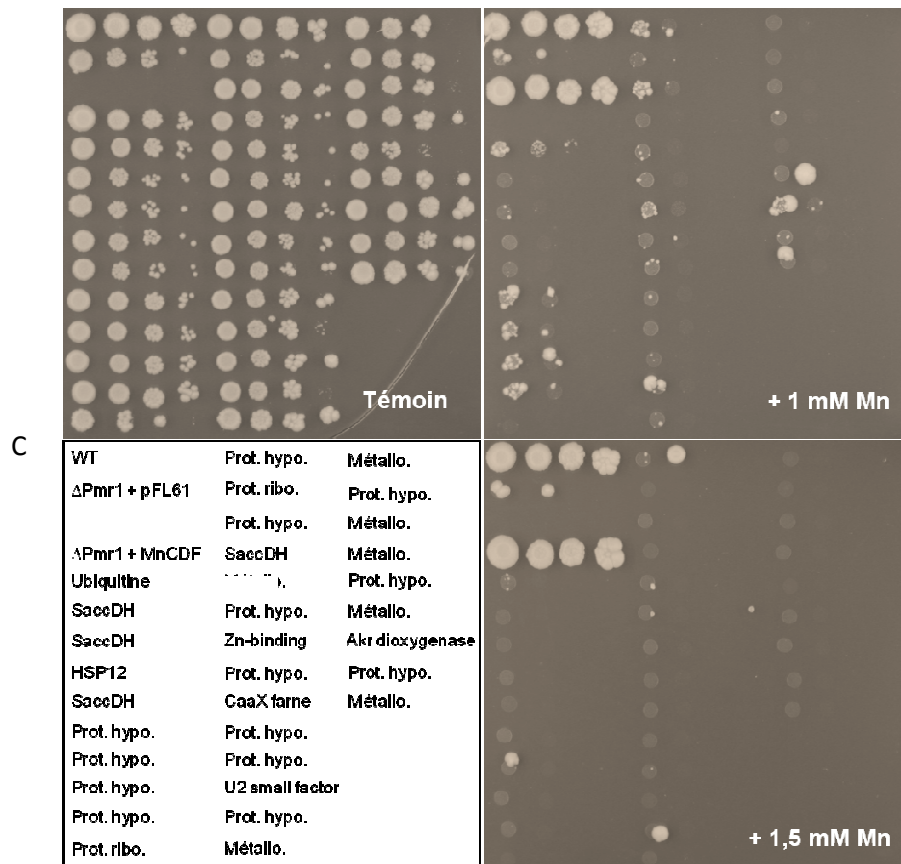 Témoin
+ 1 mM Mn
C
WT Prot. hypo. Métallo.
ΔPmr1 + pFL61 Prot. ribo. Prot. hypo.
Prot. hypo. Métallo.
ΔPmr1 + MnCDF SaccDH Métallo.
Ubiquitine Prot. hypo.
SaccDH Prot. hypo. Métallo.
SaccDH Zn-binding Akr dioxygenase
HSP12 Prot. hypo. Prot. hypo.
SaccDH CaaX farne Métallo.
Prot. hypo. Prot. hypo.
Prot. hypo. Prot. hypo.
Prot. hypo. U2 small factor
Prot. hypo. Prot. hypo.
Prot. ribo. Métallo.
+ 1,5 mM Mn